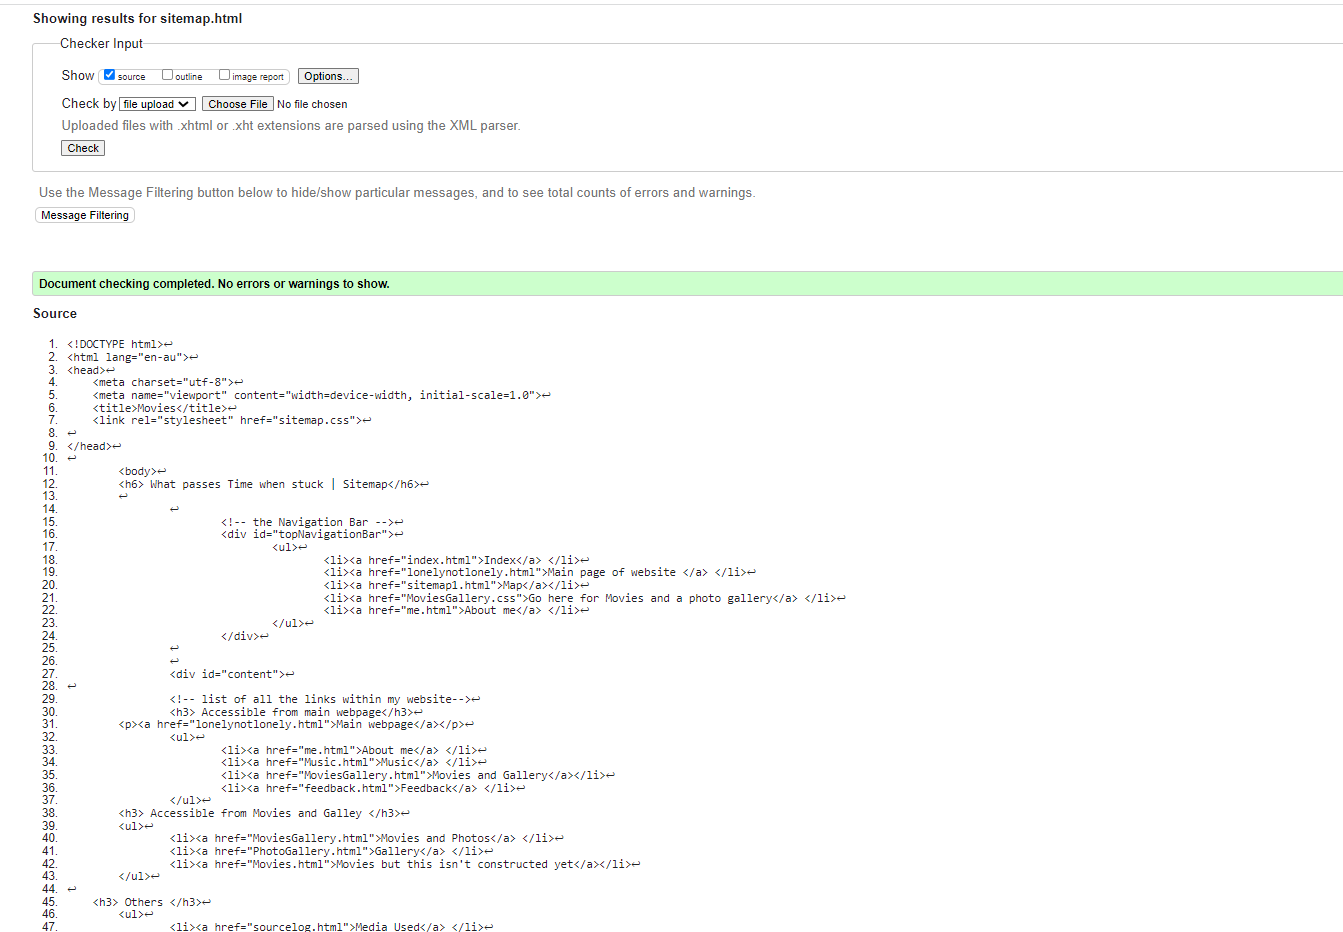 Showing results for sitemap.html
Checker Input
Show source outline image report Options...
Check by file upload Choose File No file chosen
Uploaded files with .xhtml or .xht extensions are parsed using the XML parser.
Check
Use the Message Filtering button below to hide/show particular messages, and to see total counts of errors and warnings.
Message Filtering
Document checking completed. No errors or warnings to show.
Source
1. <!DOCTYPE html>↩
2. <html lang="en-au">↩
3. <head>↩
4. <meta charset="utf-8">↩
5. <meta name="viewport" content="width=device-width, initial-scale=1.0">↩
6. <title>Movies</title>↩
7. <link rel="stylesheet" href="sitemap.css">↩
8. ↩
9. </head>↩
10. ↩
11. <body>↩
12. <h6> What passes Time when stuck | Sitemap</h6>↩
13. ↩
14. ↩
15. <!-- the Navigation Bar -->↩
16. <div id="topNavigationBar">↩
17. <ul>↩
18. <li><a href="index.html">Index</a> </li>↩
19. <li><a href="lonelynotlonely.html">Main page of website </a> </li>↩
20. <li><a href="sitemap1.html">Map</a></li>↩
21. <li><a href="MoviesGallery.css">Go here for Movies and a photo gallery</a> </li>↩
22. <li><a href="me.html">About me</a> </li>↩
23. </ul>↩
24. </div>↩
25. ↩
26. ↩
27. <div id="content">↩
28. ↩
29. <!-- list of all the links within my website-->↩
30. <h3> Accessible from main webpage</h3>↩
31. <p><a href="lonelynotlonely.html">Main webpage</a></p>↩
32. <ul>↩
33. <li><a href="me.html">About me</a> </li>↩
34. <li><a href="Music.html">Music</a> </li>↩
35. <li><a href="MoviesGallery.html">Movies and Gallery</a></li>↩
36. <li><a href="feedback.html">Feedback</a> </li>↩
37. </ul>↩
38. <h3> Accessible from Movies and Galley </h3>↩
39. <ul>↩
40. <li><a href="MoviesGallery.html">Movies and Photos</a> </li>↩
41. <li><a href="PhotoGallery.html">Gallery</a> </li>↩
42. <li><a href="Movies.html">Movies but this isn't constructed yet</a></li>↩
43. </ul>↩
44. ↩
45. <h3> Others </h3>↩
46. <ul>↩
47. <li><a href="sourcelog.html">Media Used</a> </li>↩